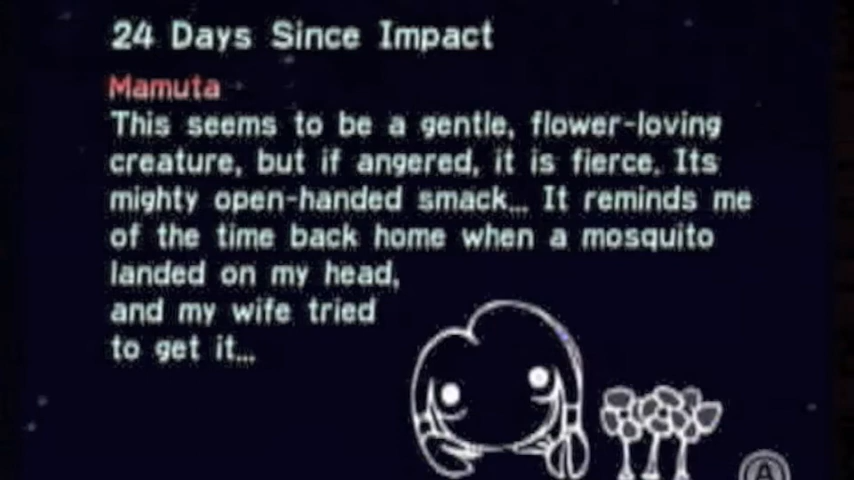 24 Days Since Impact
Mamuta
This seems to be a gentle, flower-loving
creature, but if angered, it is fierce. Its
mighty open-handed smack... It reminds me
of the time back home when a mosquito
landed on my head,
and my wife tried
to get it...
A